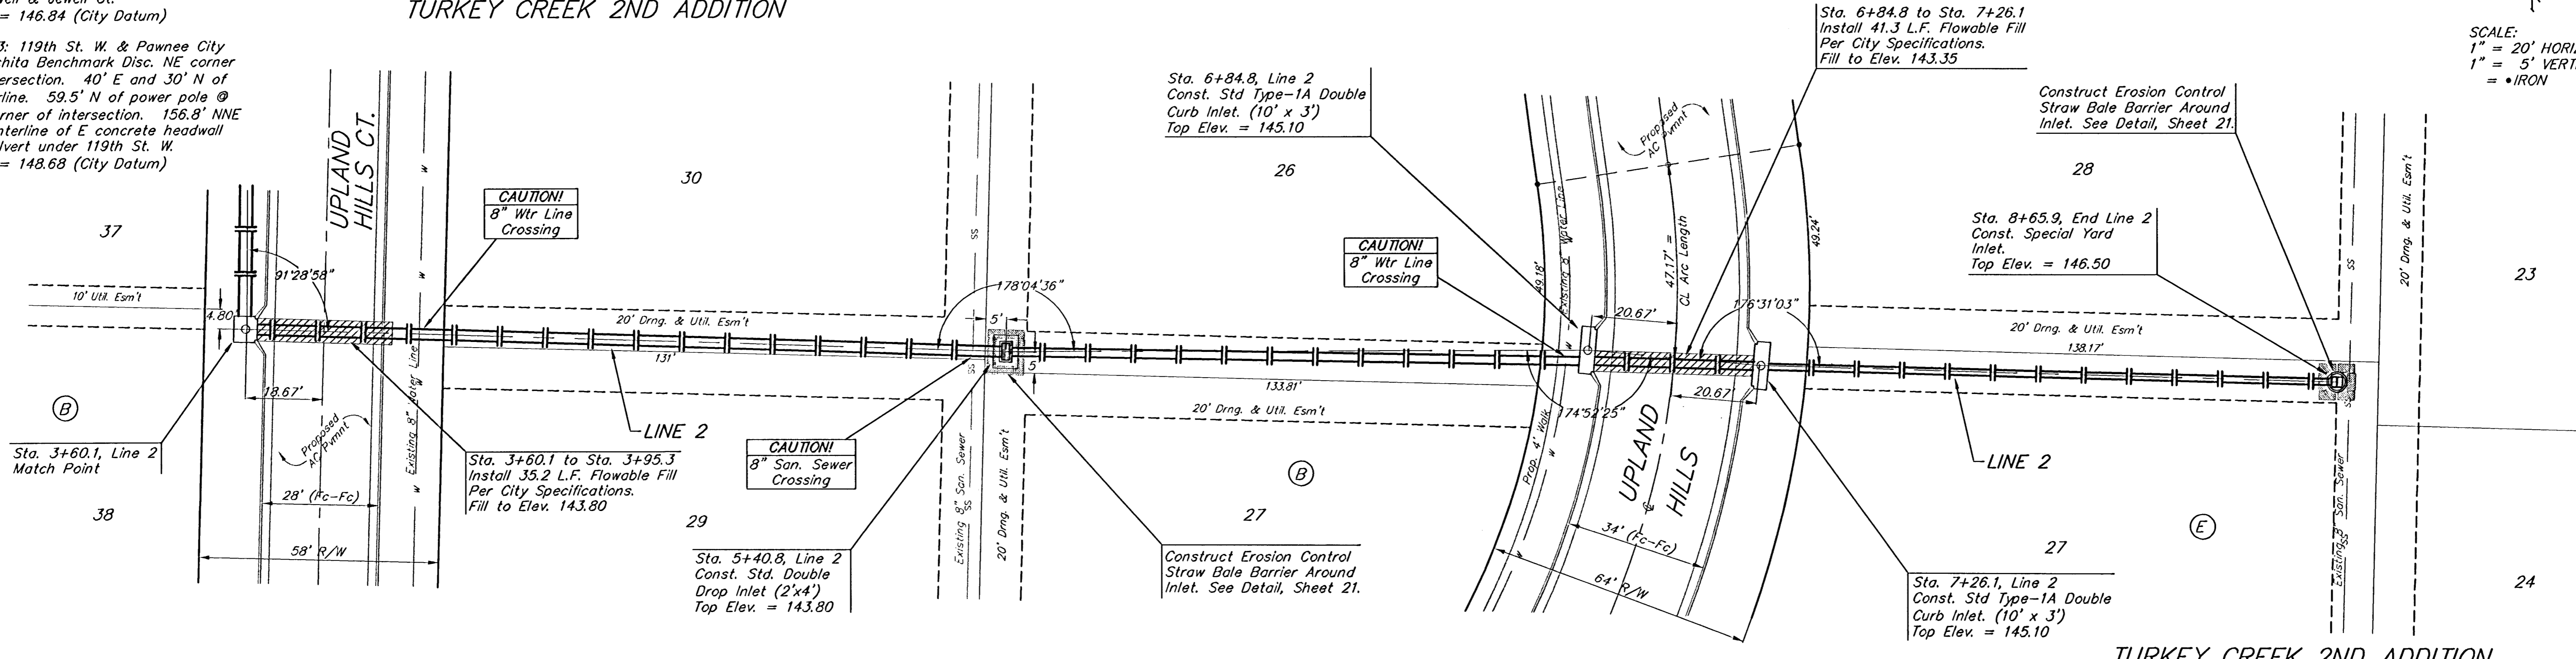 = 146.84 (City Datum)
TURKEY CREEK 2ND ADDITION
3: 119th St. W. & Pawnee City
Benchmark Disc. NE corner
40' E and 30' N of
59.5' N of power pole @
of intersection. 156.8' NNE
of E concrete headwall
under 119th St. W.
= 148.68 (City Datum)
SCALE:
1" = 20'
1" = 5'
= •IRON
Sta. 6+84.8 to Sta. 7+26.1
Install 41.3 L.F. Flowable Fill
Per City Specifications.
Fill to Elev. 143.35
Sta. 6+84.8, Line 2
Const. Std Type-1A Double
Curb Inlet. (10' x 3')
Top Elev. = 145.10
Construct Erosion Control
Straw Bale Barrier Around
Inlet. See Detail, Sheet 21.
UPLAND
HILLS CT.
37
30
26
28
23
CAUTION!
8" Wtr Line
Crossing
CAUTION!
8" Wtr Line
Crossing
Proposed
AC Pvmnt
Sta. 8+65.9, End Line 2
Const. Special Yard
Inlet.
Top Elev. = 146.50
49.18'
Existing 8" Water Line
47.17' =
CL Arc Length
49.24'
20' Drng. & Util. Esm't
SS
SS
W
W
10' Util. Esm't
4.80
91°28'58"
20' Drng. & Util. Esm't
131'
178°04'36"
5'
5'
20.67'
176°31'03"
20' Drng. & Util. Esm't
138.17'
18.67'
133.81'
20' Drng. & Util. Esm't
174°52'25"
20.67'
B
LINE 2
LINE 2
Sta. 3+60.1, Line 2
Match Point
Proposed
AC Pvmnt
Existing 8" Water Line
W
Sta. 3+60.1 to Sta. 3+95.3
Install 35.2 L.F. Flowable Fill
Per City Specifications.
Fill to Elev. 143.80
CAUTION!
8" San. Sewer
Crossing
Existing 8" San. Sewer
SS
20' Drng. & Util. Esm't
B
Prop. 4' Walk
W
UPLAND
HILLS
28' (Fc-Fc)
58' R/W
38
29
27
34' (Fc-Fc)
64' R/W
27
E
Existing 8" San. Sewer
SS
24
Sta. 5+40.8, Line 2
Const. Std. Double
Drop Inlet (2'x4')
Top Elev. = 143.80
Construct Erosion Control
Straw Bale Barrier Around
Inlet. See Detail, Sheet 21.
Sta. 7+26.1, Line 2
Const. Std Type-1A Double
Curb Inlet. (10' x 3')
Top Elev. = 145.10
TURKEY CREEK 2ND ADDITION